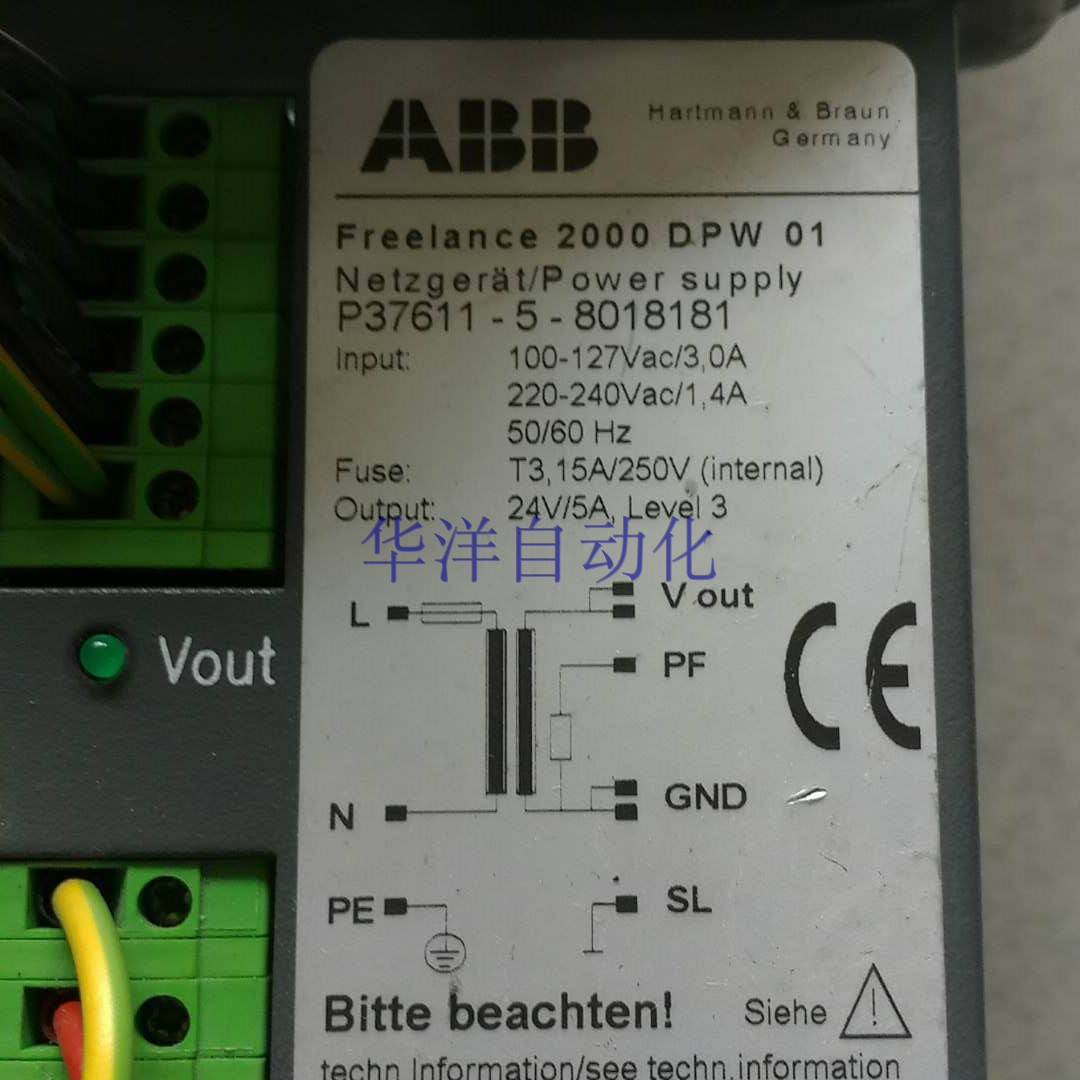 ABB
Hartmann & Braun
Germany
Freelance 2000 DPW 01
Netzgerät/Power supply
P37611 - 5 - 8018181
Input: 100-127Vac/3,0A
220-240Vac/1,4A
50/60 Hz
Fuse: T3,15A/250V (internal)
Output: 24V/5A, Level 3
华洋自动化
L
V out
Vout
PF
CE
N
GND
PE
SL
Bitte beachten! Siehe
techn.Information/see techn.information